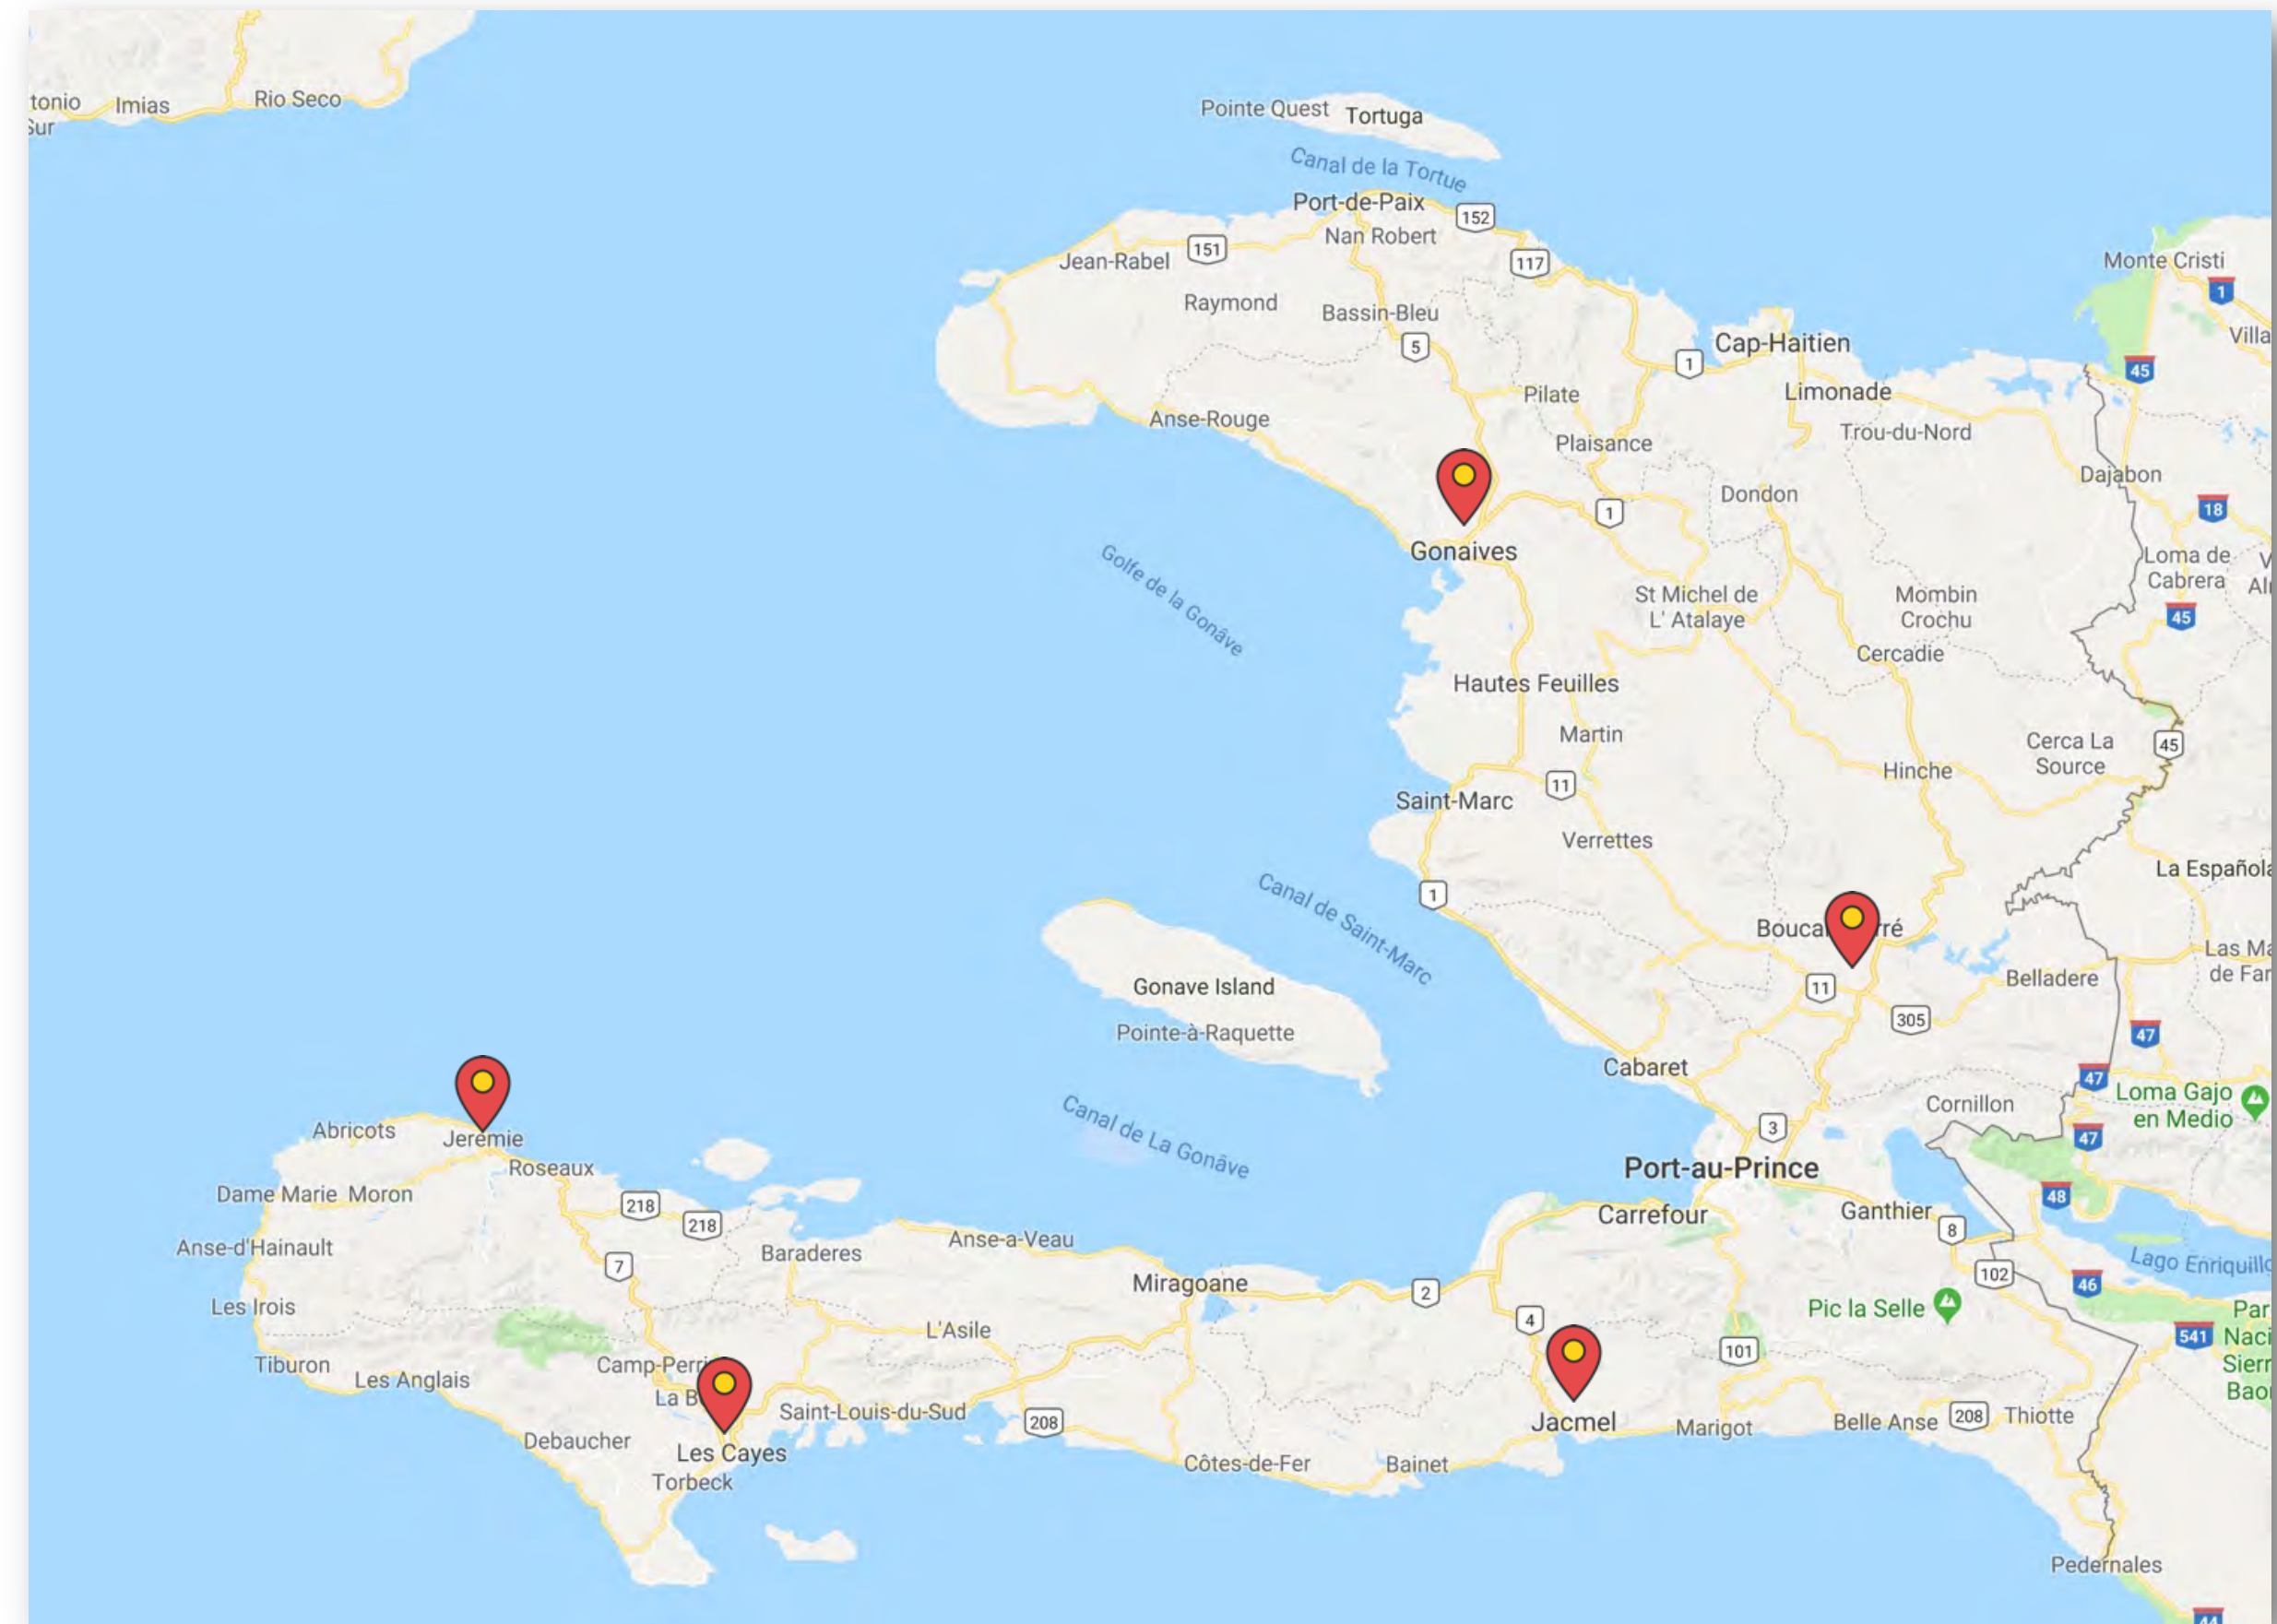 tonio
Sur
Imias
Rio Seco
Pointe Quest
Tortuga
Canal de la Tortue
Port-de-Paix
152
Nan Robert
151
117
Jean-Rabel
Monte Cristi
1
Raymond
Bassin-Bleu
5
Villa
Cap-Haitien
1
45
Limonade
Pilate
Anse-Rouge
Trou-du-Nord
Plaisance
Dajabon
Dondon
18
1
Gonaives
Golfe de la Gonâve
Loma de
Cabrera
St Michel de
L' Atalaye
Mombin
Crochu
45
Cercadie
Hautes Feuilles
Martin
Cerca La
Source
45
Hinche
11
Saint-Marc
Verrettes
La Española
1
Canal de Saint-Marc
Las Ma
de Far
Belladere
Gonave Island
11
305
Pointe-à-Raquette
47
Cabaret
47
Loma Gajo
en Medio
Cornillon
Canal de La Gonâve
3
47
Abricots
Jeremie
Roseaux
Port-au-Prince
Dame Marie
Moron
48
218
218
Carrefour
Ganthier
8
Anse-d'Hainault
Baraderes
Anse-a-Veau
Lago Enriquillo
7
102
46
Miragoane
2
Les Irois
Pic la Selle
4
L'Asile
541
Par
Naci
Sierr
Baor
101
Tiburon
Camp-Perri
Les Anglais
La B
Saint-Louis-du-Sud
208
Jacmel
Marigot
Belle Anse
208
Thiotte
Debaucher
Les Cayes
Côtes-de-Fer
Bainet
Torbeck
Pedernales
44